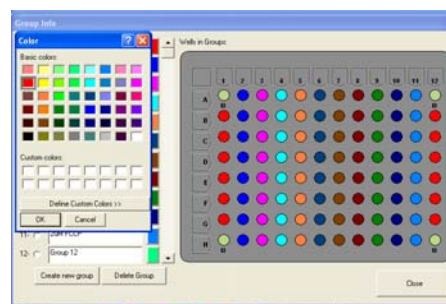 Group Info
Color
Basic colors:
Custom colors:
Define Custom Colors >>
OK Cancel
12- Group 12
Create new group Delete Group
Wells in Groups:
1 2 3 4 5 6 7 8 9 10 11 12
A
B
C
D
E
F
G
H
B B
B B
Close